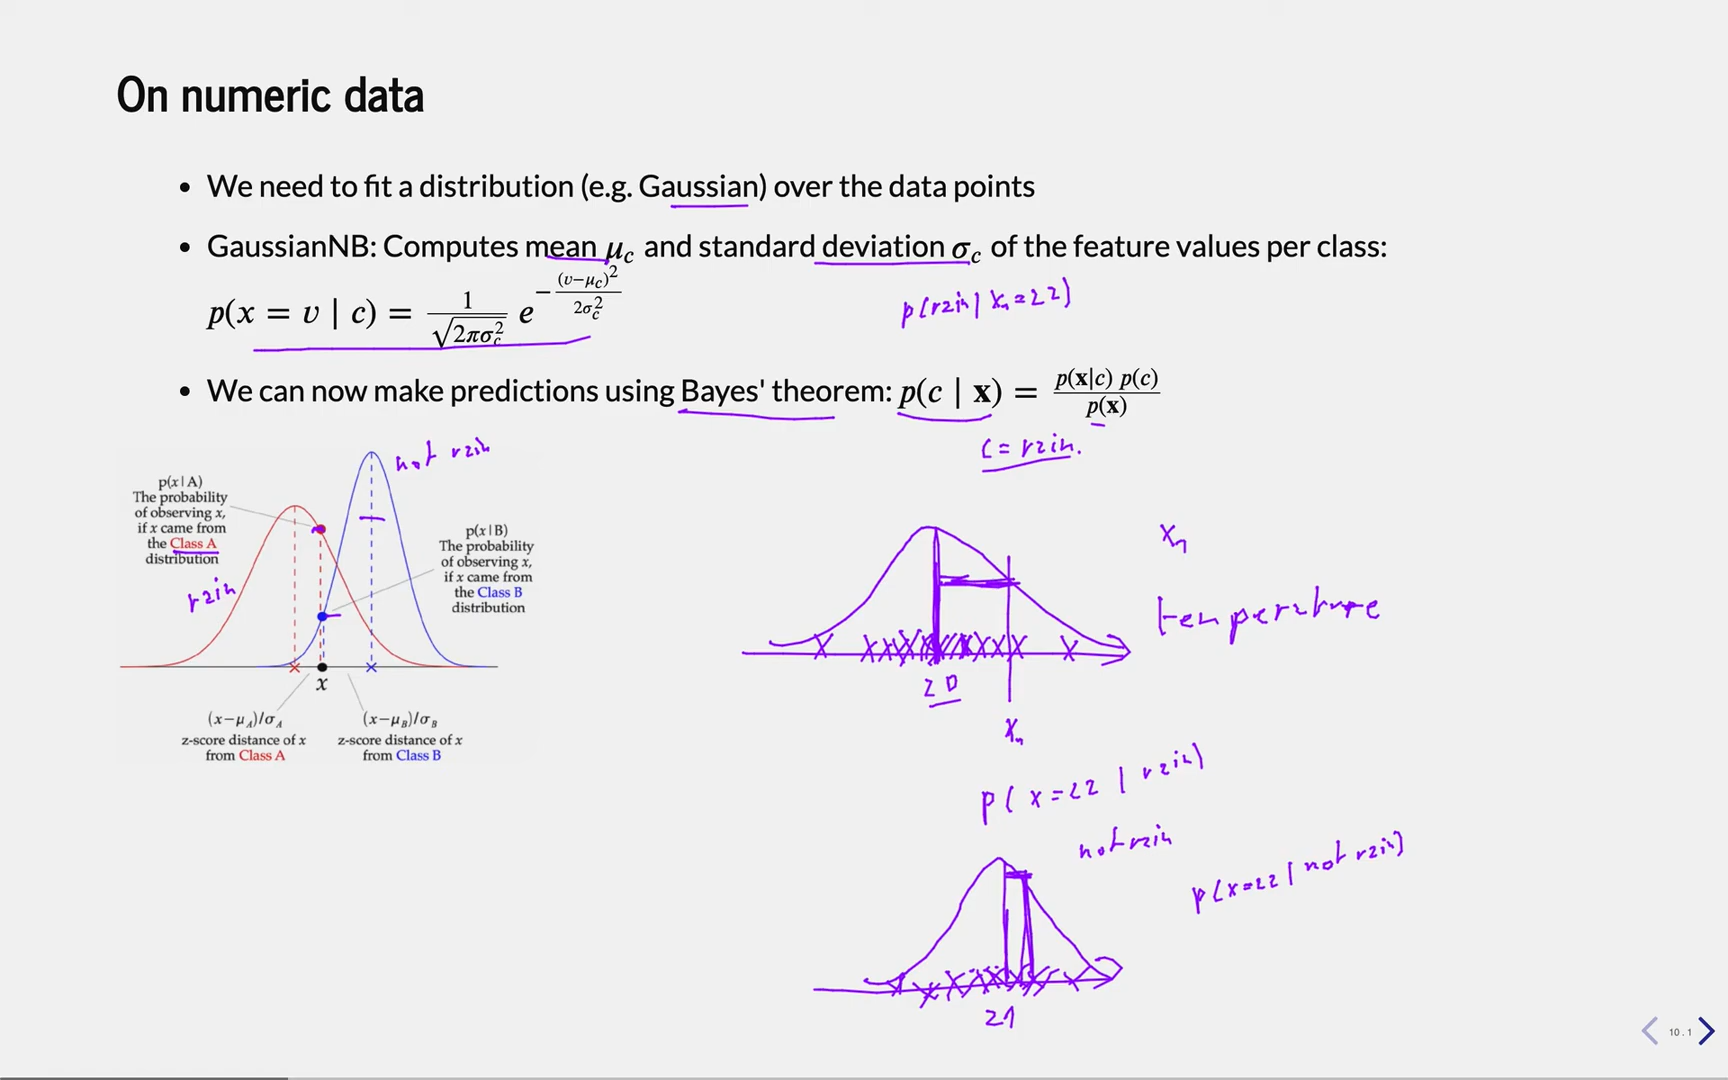 On numeric data
• We need to fit a distribution (e.g. Gaussian) over the data points
• GaussianNB: Computes mean μc and standard deviation σc of the feature values per class:
p(x = v | c) = 1/√(2πσc²) e^(−(v−μc)²/(2σc²))
p(rain | xn=22)
• We can now make predictions using Bayes' theorem: p(c | x) = p(x|c) p(c) / p(x)
c = rain.
not rain
p(x|A)
The probability
of observing x,
if x came from
the Class A
distribution
rain
p(x|B)
The probability
of observing x,
if x came from
the Class B
distribution
x
(x−μA)/σA
z-score distance of x
from Class A
(x−μB)/σB
z-score distance of x
from Class B
xn
temperature
20
xn
p(x=22 | rain)
not rain
p(x=22 | not rain)
21
10.1